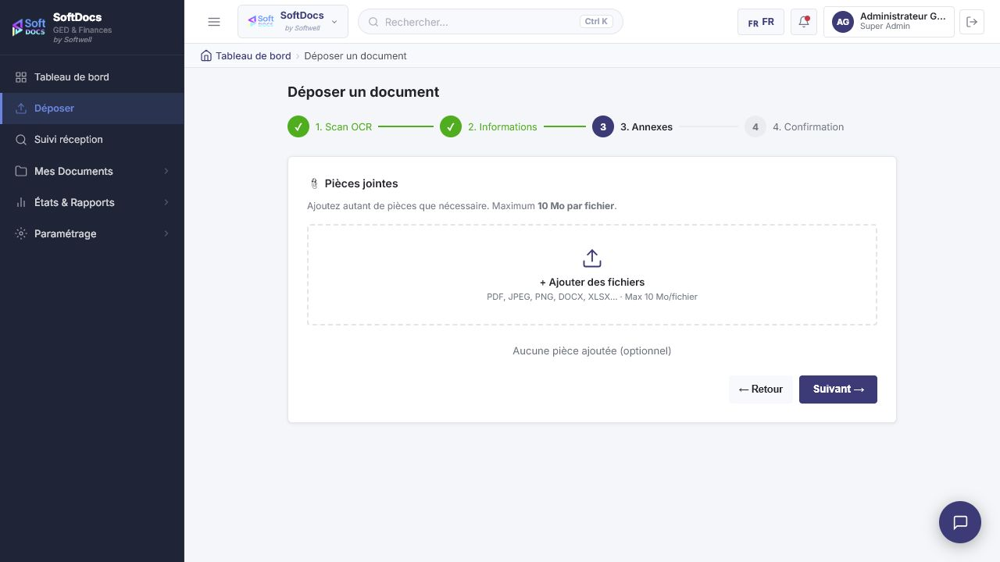 Soft
DOCS
SoftDocs
GED & Finances
by Softwell
Tableau de bord
Déposer
Suivi réception
Mes Documents
États & Rapports
Paramétrage
Soft
DOCS
SoftDocs
by Softwell
Rechercher...
Ctrl K
FR FR
AG
Administrateur G...
Super Admin
Tableau de bord › Déposer un document
Déposer un document
✓ 1. Scan OCR
✓ 2. Informations
3 3. Annexes
4 4. Confirmation
Pièces jointes
Ajoutez autant de pièces que nécessaire. Maximum 10 Mo par fichier.
+ Ajouter des fichiers
PDF, JPEG, PNG, DOCX, XLSX... · Max 10 Mo/fichier
Aucune pièce ajoutée (optionnel)
← Retour
Suivant →